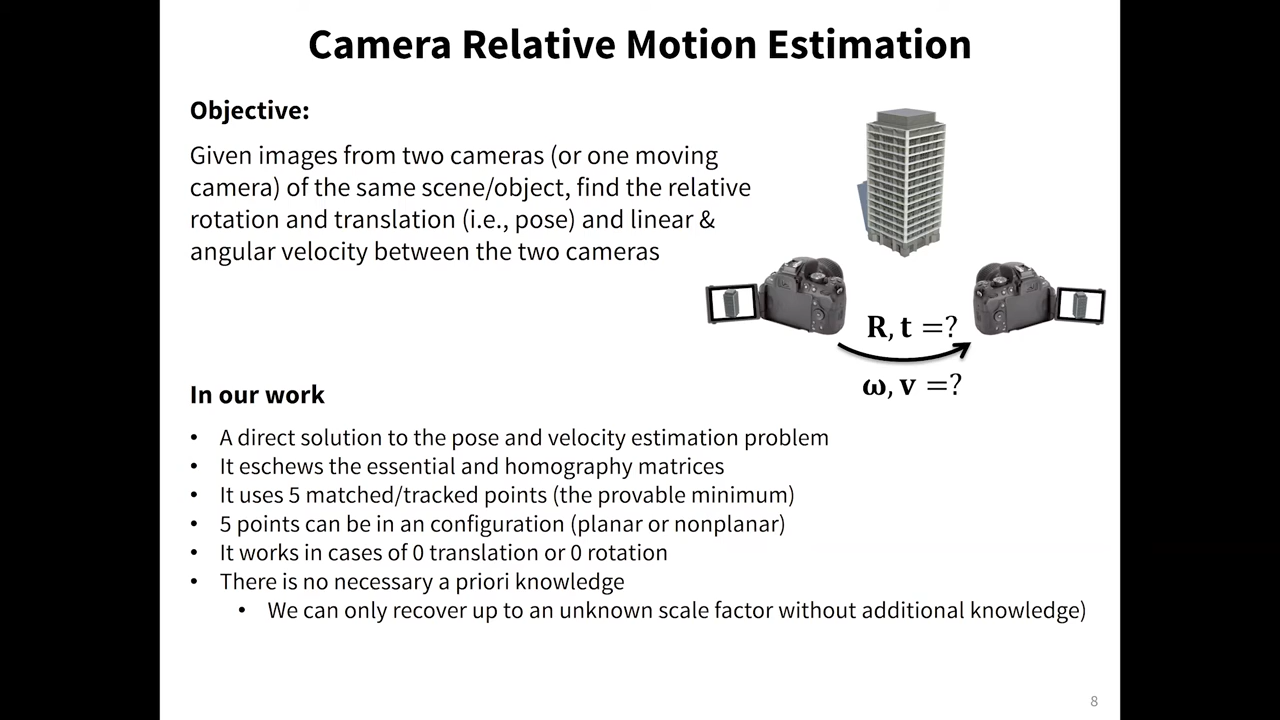 Camera Relative Motion Estimation
Objective:
Given images from two cameras (or one moving
camera) of the same scene/object, find the relative
rotation and translation (i.e., pose) and linear &
angular velocity between the two cameras
R, t =?
ω, v =?
In our work
• A direct solution to the pose and velocity estimation problem
• It eschews the essential and homography matrices
• It uses 5 matched/tracked points (the provable minimum)
• 5 points can be in an configuration (planar or nonplanar)
• It works in cases of 0 translation or 0 rotation
• There is no necessary a priori knowledge
• We can only recover up to an unknown scale factor without additional knowledge)
8